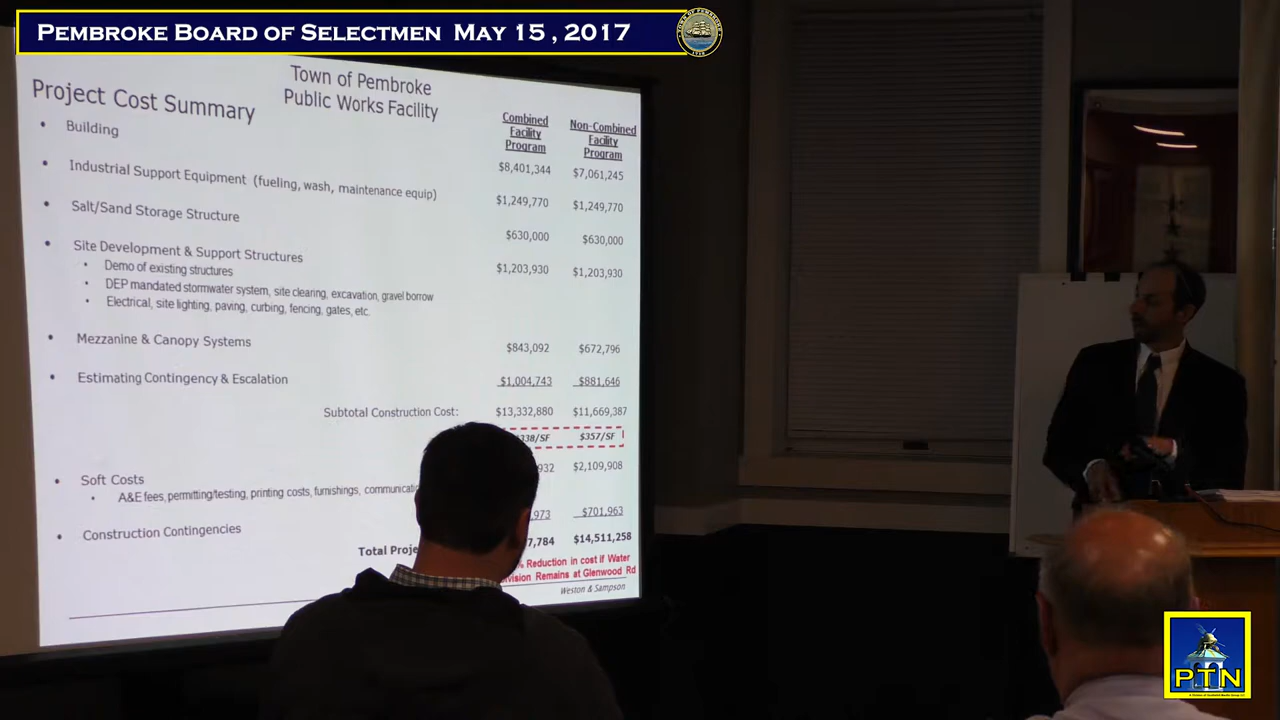 PEMBROKE BOARD OF SELECTMEN MAY 15 , 2017
Town of Pembroke
Public Works Facility
Project Cost Summary
Combined Facility Program
Non-Combined Facility Program
• Building $8,401,344 $7,061,245
• Industrial Support Equipment (fueling, wash, maintenance equip) $1,249,770 $1,249,770
• Salt/Sand Storage Structure $630,000 $630,000
• Site Development & Support Structures $1,203,930 $1,203,930
• Demo of existing structures
• DEP mandated stormwater system, site clearing, excavation, gravel borrow
• Electrical, site lighting, paving, curbing, fencing, gates, etc.
• Mezzanine & Canopy Systems $843,092 $672,796
• Estimating Contingency & Escalation $1,004,743 $881,646
Subtotal Construction Cost: $13,332,880 $11,669,387
338/SF $357/SF
• Soft Costs 932 $2,109,908
• A&E fees, permitting/testing, printing costs, furnishings,
• Construction Contingencies ,973 $701,963
Total 7,784 $14,511,258
% Reduction in cost if Water
Remains at Glenwood Rd
Weston & Sampson
PTN